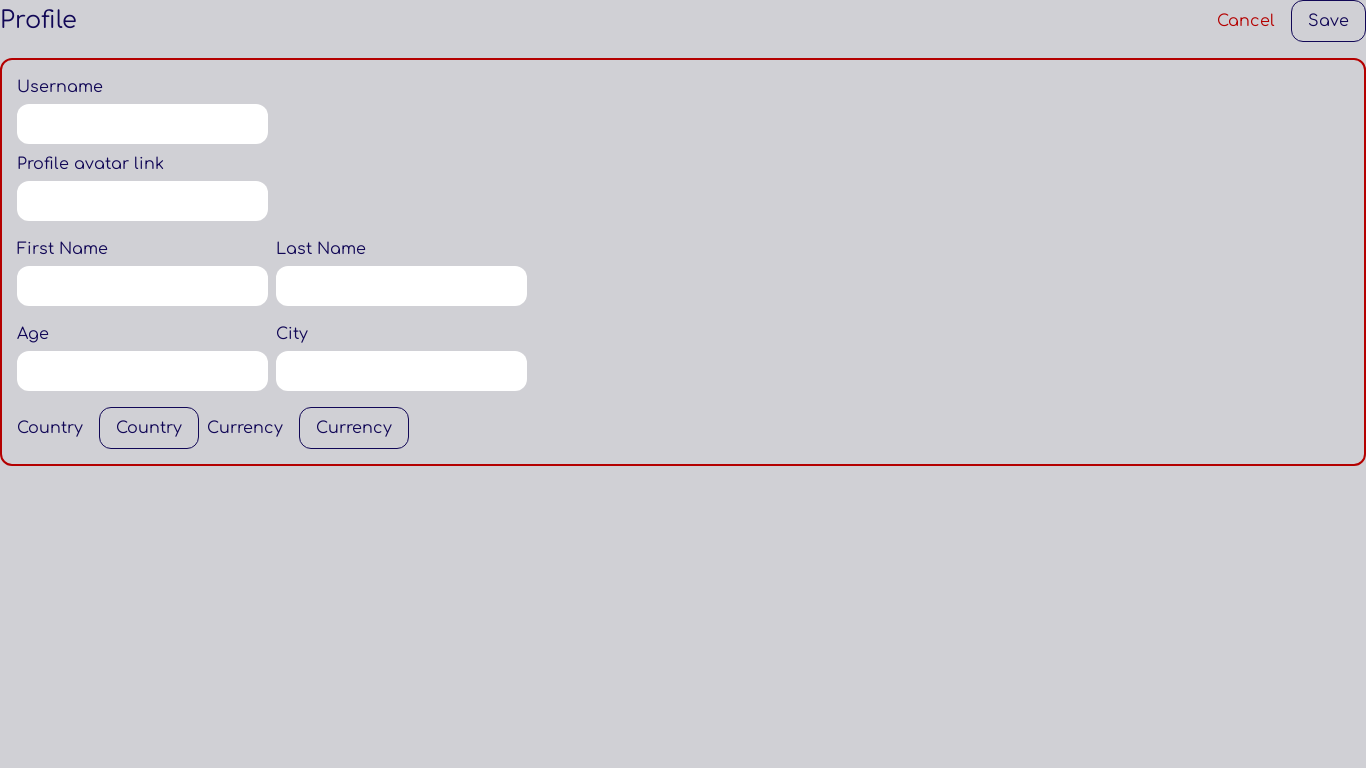 Profile Cancel Save
Username
Profile avatar link
First Name Last Name
Age City
Country Country Currency Currency